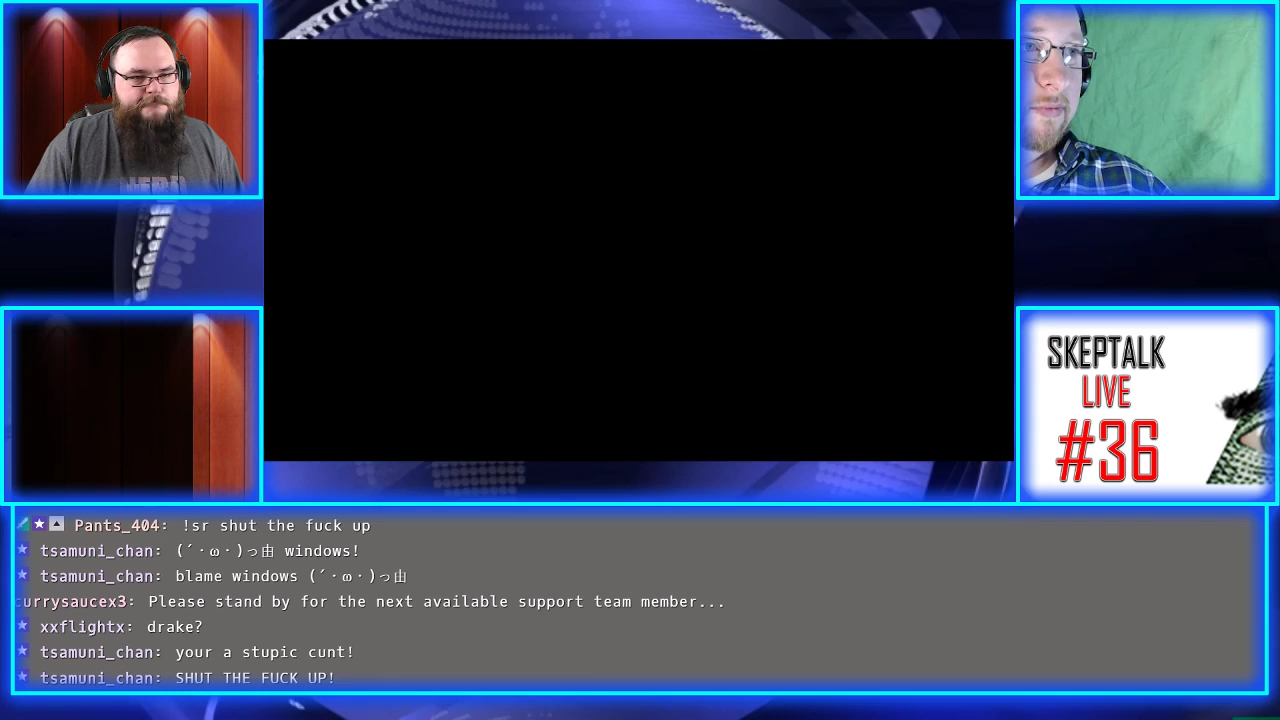 SKEPTALK
LIVE
#36
Pants_404: !sr shut the fuck up
tsamuni_chan: (´・ω・)っ由 windows!
tsamuni_chan: blame windows (´・ω・)っ由
currysaucex3: Please stand by for the next available support team member...
xxflightx: drake?
tsamuni_chan: your a stupic cunt!
tsamuni_chan: SHUT THE FUCK UP!